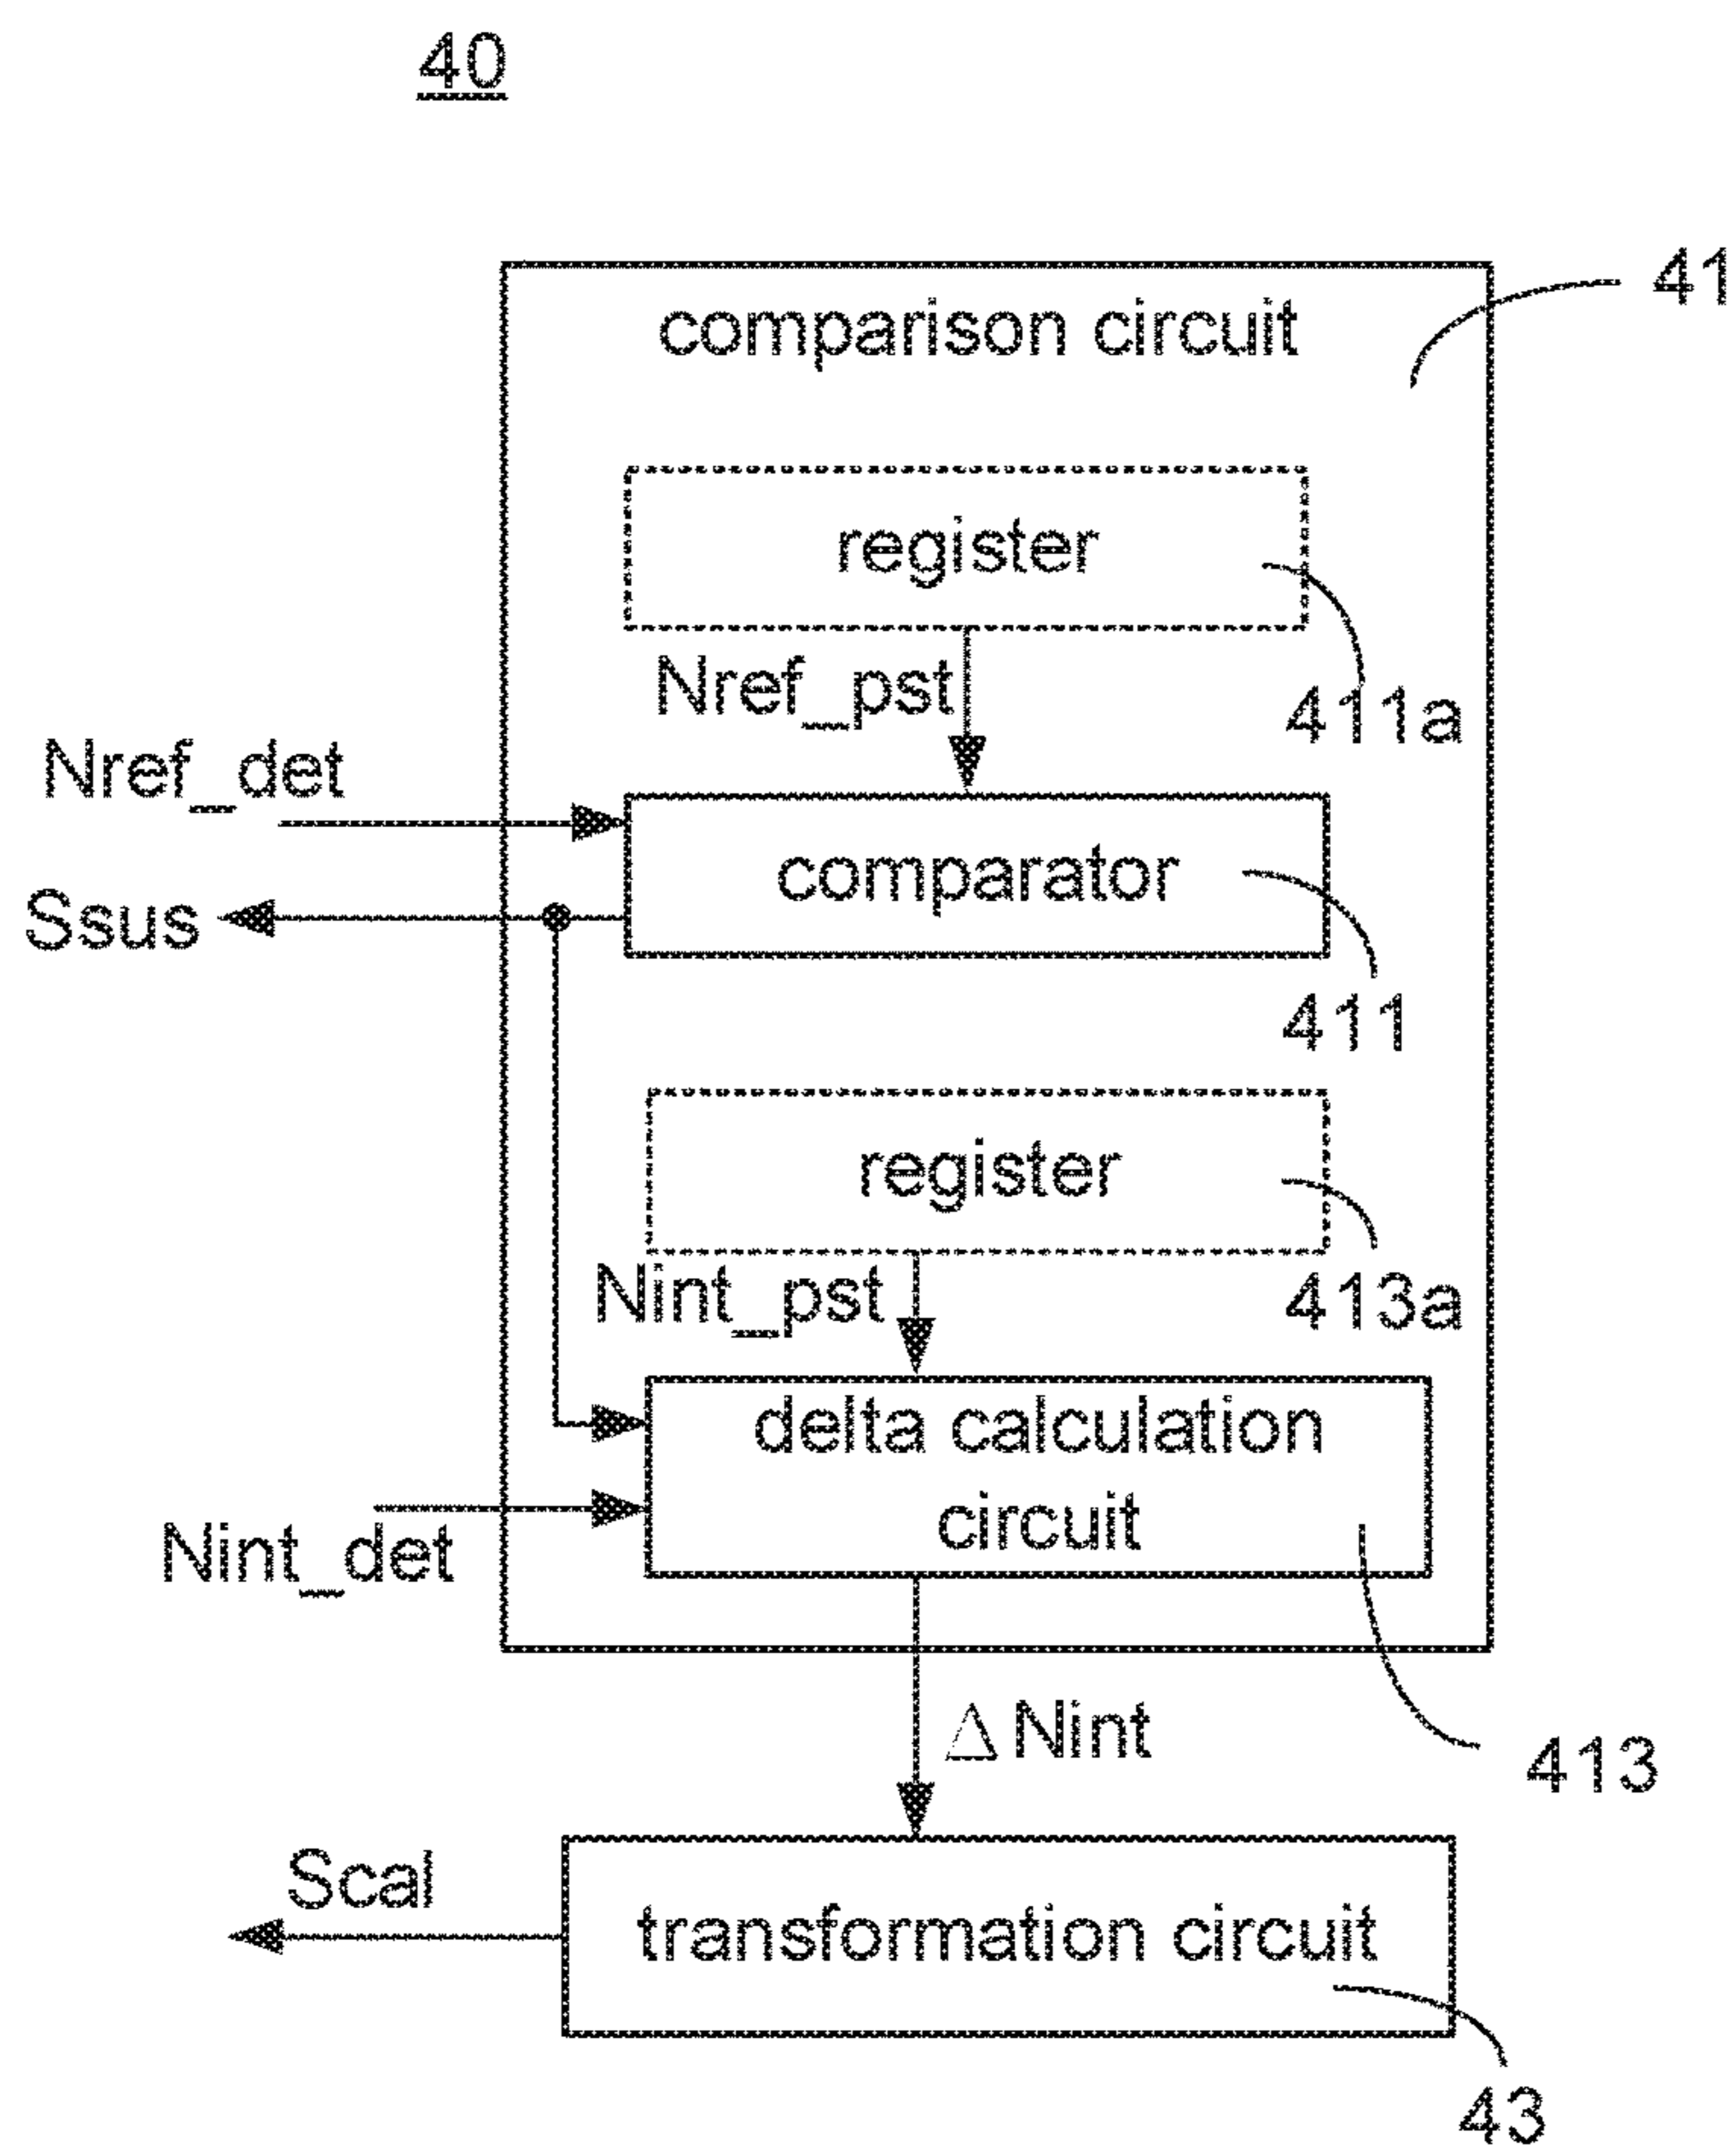 40
41
comparison circuit
register
Nref_pst
411a
Nref_det
comparator
Ssus
411
register
Nint_pst
413a
delta calculation
circuit
Nint_det
Δ Nint
413
Scal
transformation circuit
43